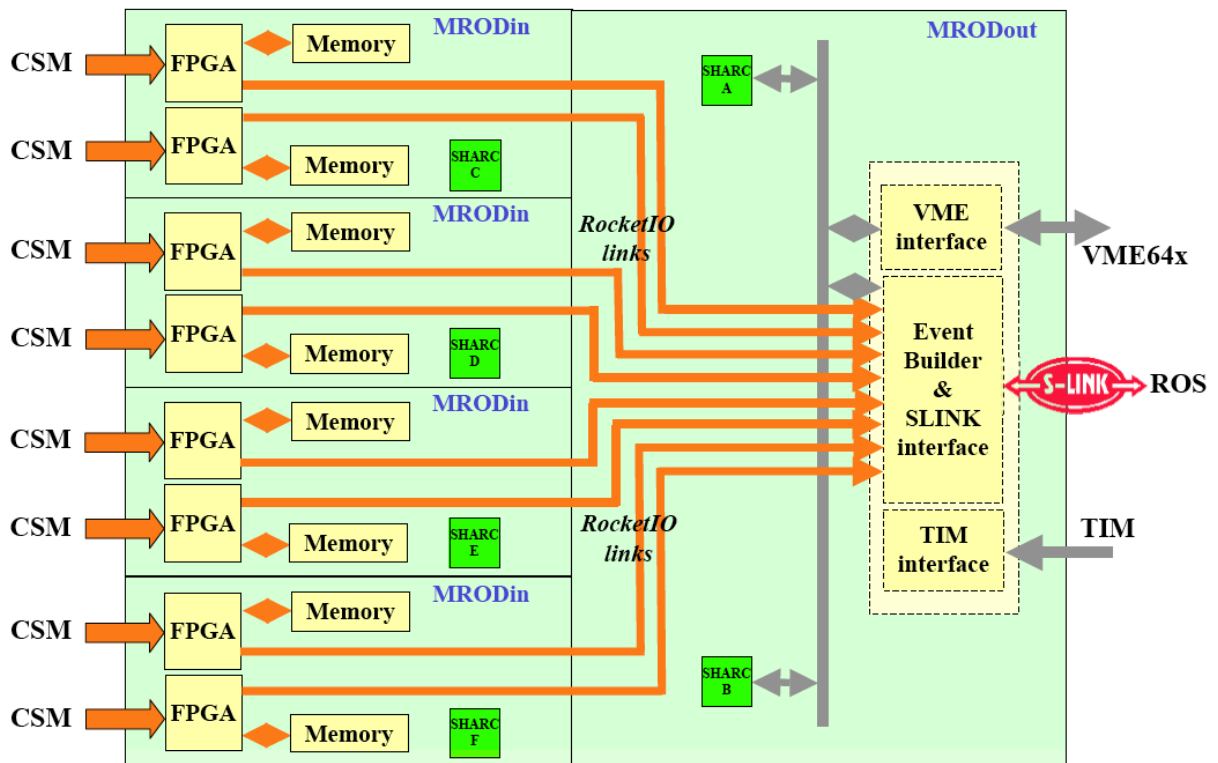 MRODin
MRODout
CSM
FPGA
Memory
SHARC
A
CSM
FPGA
Memory
SHARC
C
MRODin
CSM
FPGA
Memory
RocketIO
links
VME
interface
VME64x
CSM
FPGA
Memory
SHARC
D
Event
Builder
&
SLINK
interface
S-LINK
ROS
MRODin
CSM
FPGA
Memory
CSM
FPGA
Memory
SHARC
E
RocketIO
links
TIM
interface
TIM
MRODin
CSM
FPGA
Memory
SHARC
B
CSM
FPGA
Memory
SHARC
F